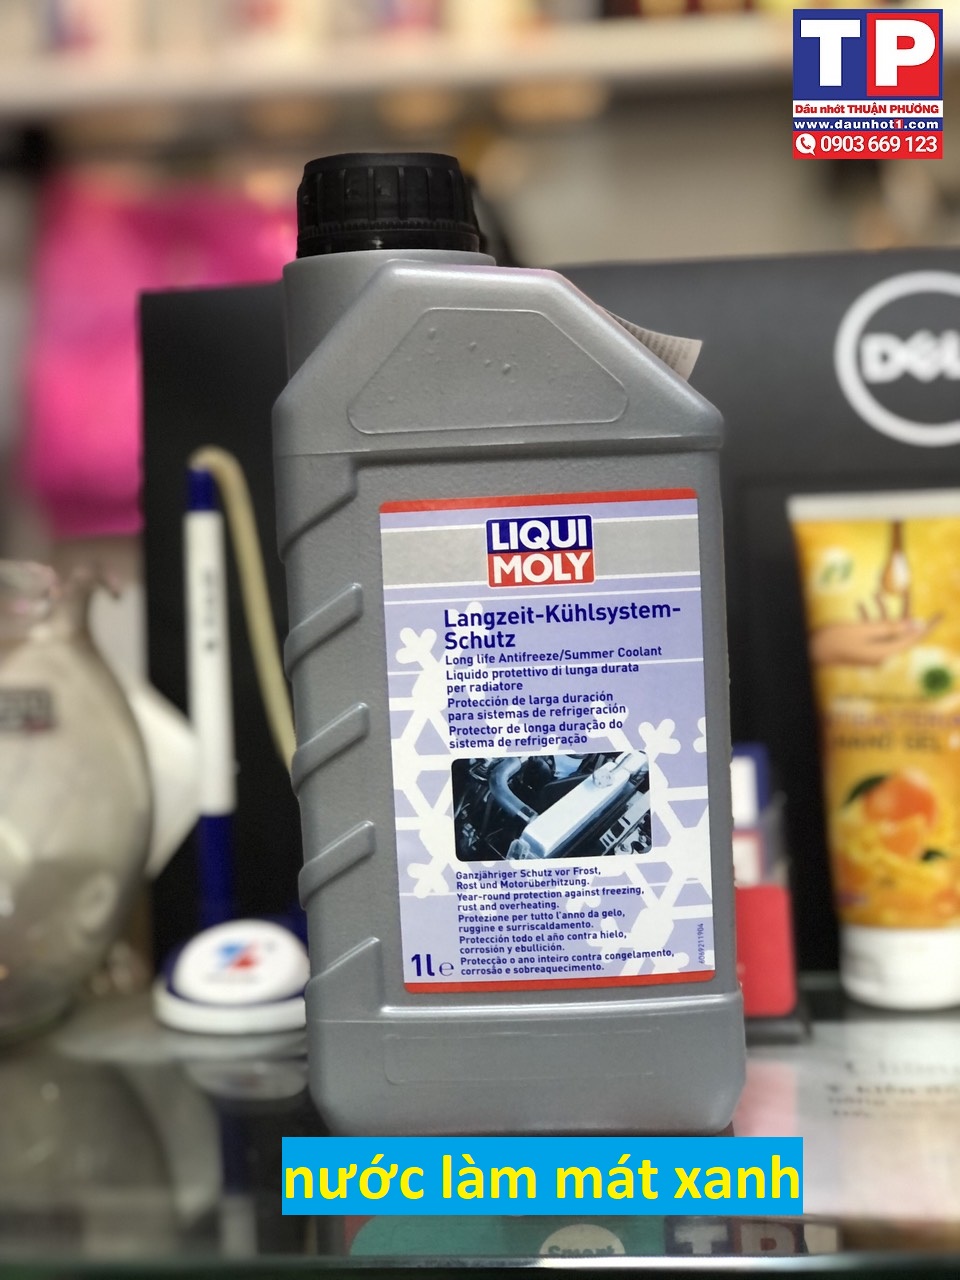 TP
Dầu nhớt THUẬN PHƯƠNG
www.daunhot1.com
0903 669 123
DELL
LIQUI
MOLY
Langzeit-Kühlsystem-
Schutz
Long life Antifreeze/Summer Coolant
Liquido protettivo di lunga durata
per radiatore
Protección de larga duración
para sistemas de refrigeración
Protector de longa duração do
sistema de refrigeração
Ganzjähriger Schutz vor Frost,
Rost und Motorüberhitzung.
Year-round protection against freezing,
rust and overheating.
Protezione per tutto l'anno da gelo,
ruggine e surriscaldamento.
Protección todo el año contra hielo,
corrosión y ebullición.
Protecção o ano inteiro contra congelamento,
corrosão e sobreaquecimento.
1L e
nước làm mát xanh
Smart
TP